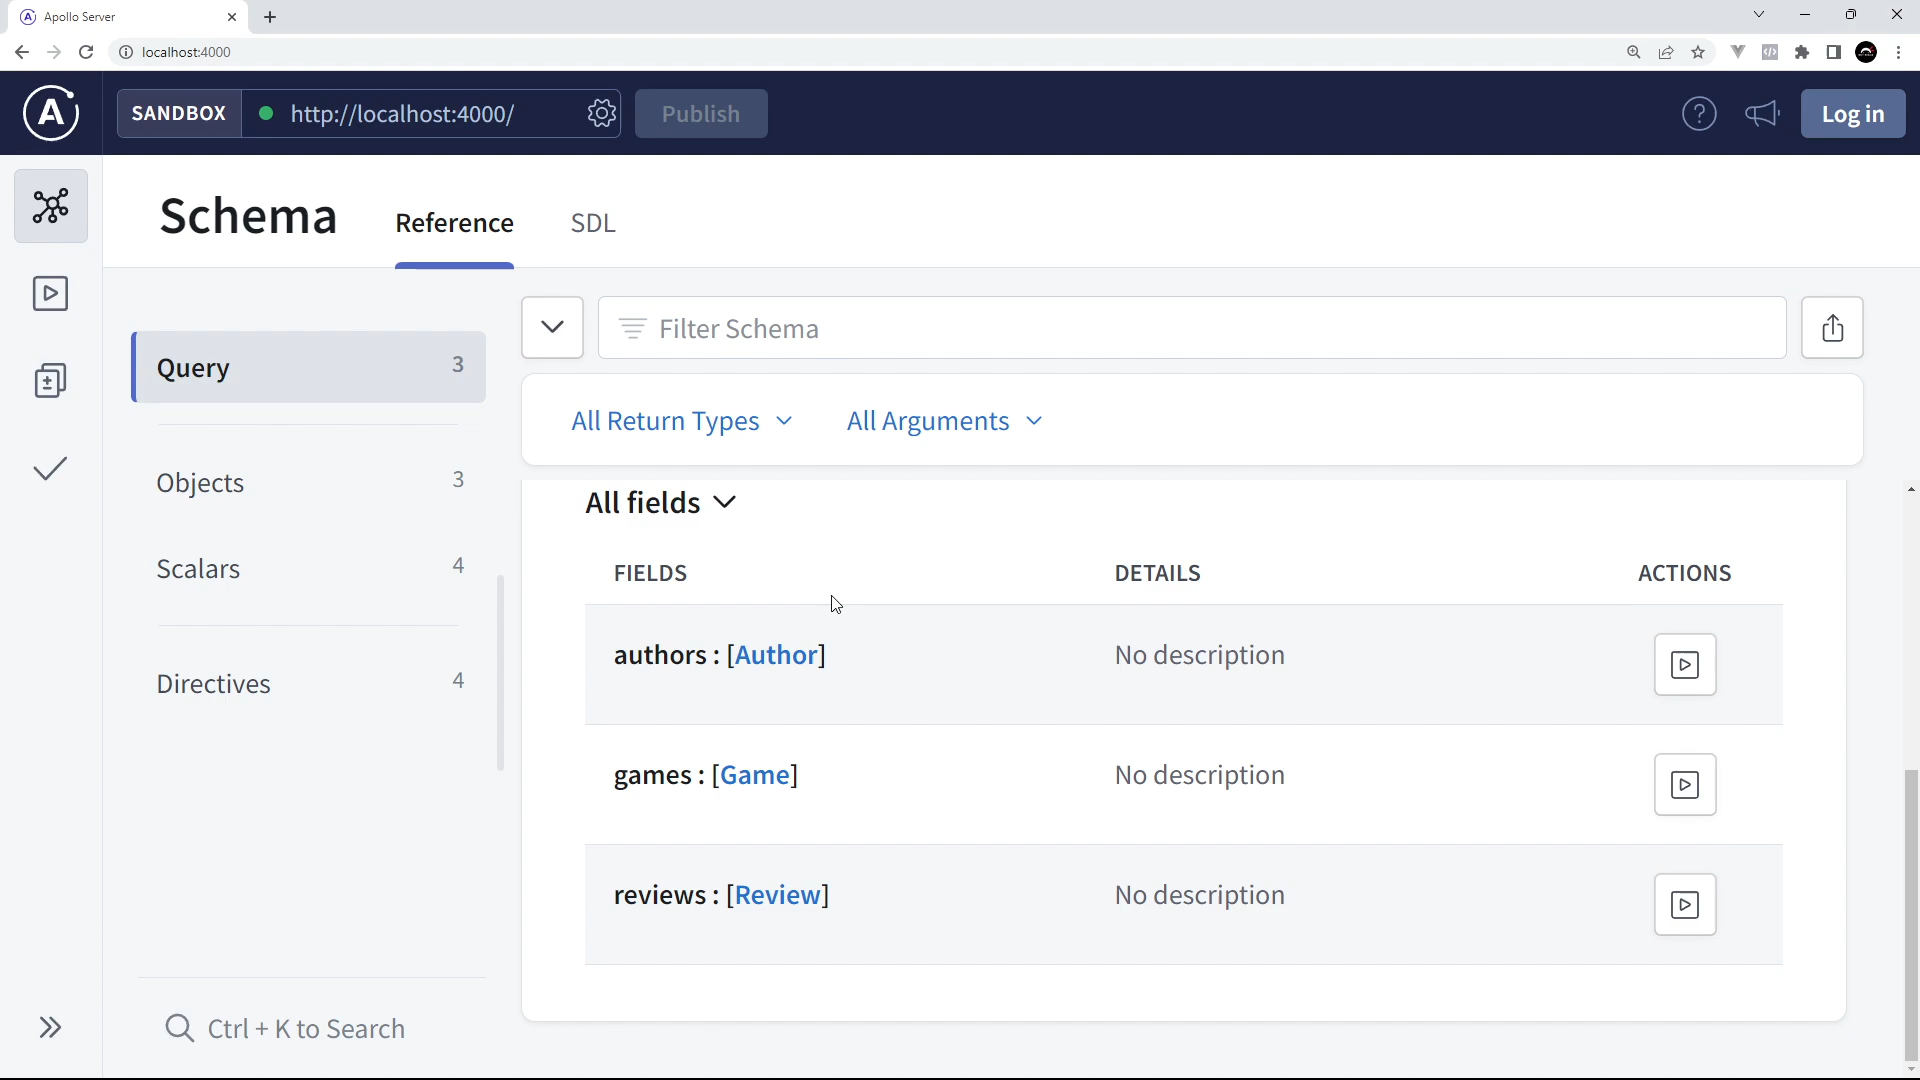 Apollo Server
localhost:4000
SANDBOX
http://localhost:4000/
Publish
Log in
Schema
Reference
SDL
Query 3
Objects 3
Scalars 4
Directives 4
Ctrl + K to Search
Filter Schema
All Return Types
All Arguments
All fields
FIELDS DETAILS ACTIONS
authors : [Author] No description
games : [Game] No description
reviews : [Review] No description